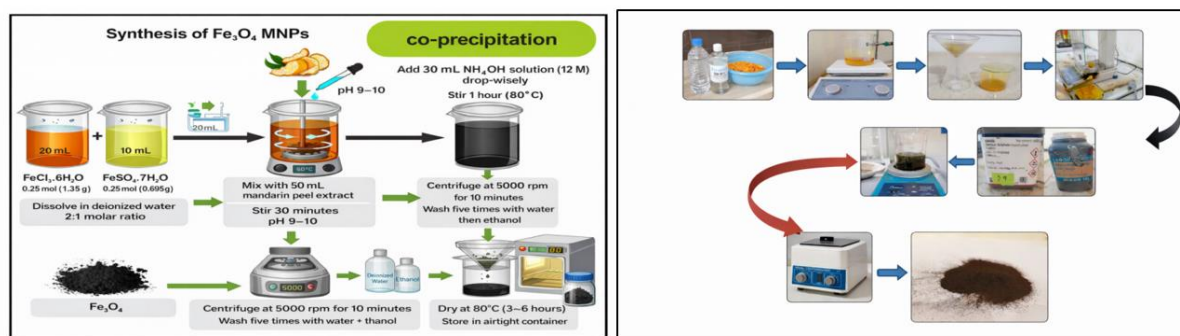 Synthesis of Fe₃O₄ MNPs
co-precipitation
Add 30 mL NH₄OH solution (12 M)
drop-wisely
Stir 1 hour (80°C)
pH 9–10
20mL
20 mL
+
10 mL
FeCl₃.6H₂O
0.25 mol (1.35 g)
FeSO₄.7H₂O
0.25 mol (0.695g)
Dissolve in deionized water
2:1 molar ratio
Mix with 50 mL
mandarin peel extract
Stir 30 minutes
pH 9–10
Centrifuge at 5000 rpm
for 10 minutes
Wash five times with water
then ethanol
Fe₃O₄
5000
Deionized
Water
Ethanol
Centrifuge at 5000 rpm for 10 minutes
Wash five times with water + thanol
Dry at 80°C (3~6 hours)
Store in airtight container